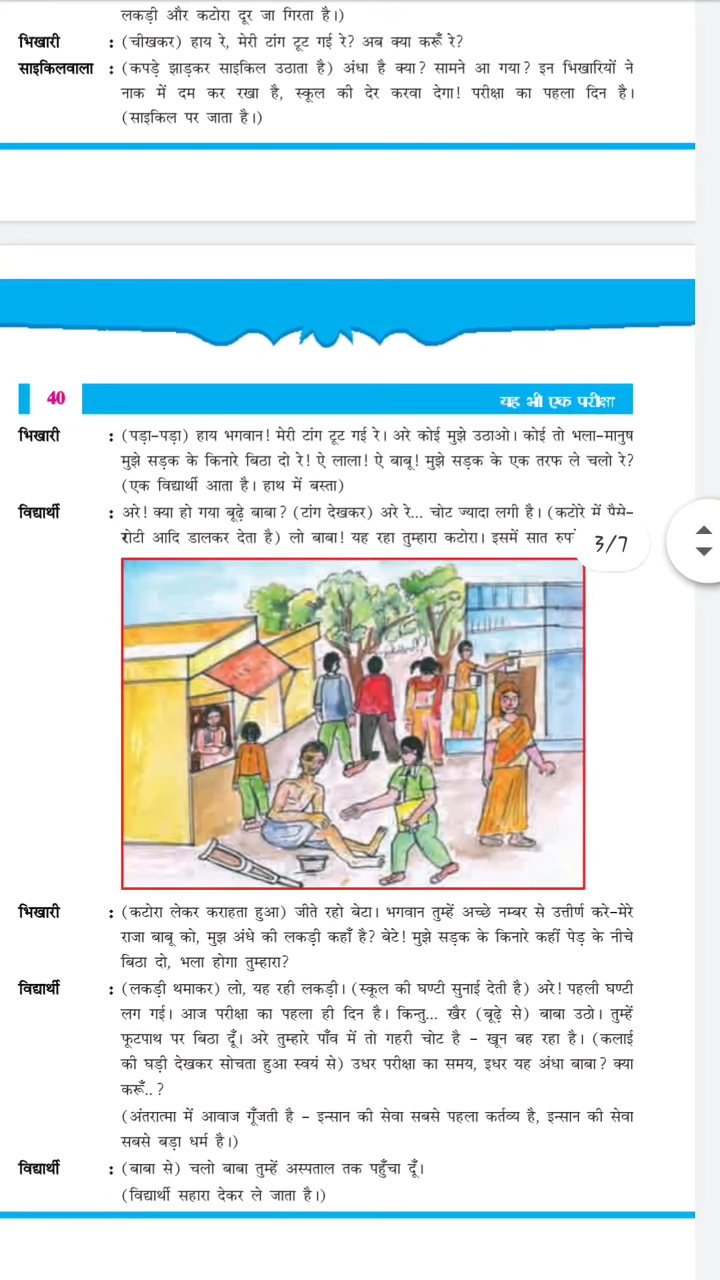 लकड़ी और कटोरा दूर जा गिरता है।)
भिखारी : (चीखकर) हाय रे, मेरी टांग टूट गई रे? अब क्या करूँ रे?
साइकिलवाला : (कपड़े झाड़कर साइकिल उठाता है) अंधा है क्या? सामने आ गया? इन भिखारियों ने
नाक में दम कर रखा है, स्कूल की देर करवा देगा! परीक्षा का पहला दिन है।
(साइकिल पर जाता है।)
40 यह भी एक परीक्षा
भिखारी : (पड़ा-पड़ा) हाय भगवान! मेरी टांग टूट गई रे। अरे कोई मुझे उठाओ। कोई तो भला-मानुष
मुझे सड़क के किनारे बिठा दो रे! ऐ लाला! ऐ बाबू! मुझे सड़क के एक तरफ ले चलो रे?
(एक विद्यार्थी आता है। हाथ में बस्ता)
विद्यार्थी : अरे! क्या हो गया बूढ़े बाबा? (टांग देखकर) अरे रे... चोट ज्यादा लगी है। (कटोरे में पैसे-
रोटी आदि डालकर देता है) लो बाबा! यह रहा तुम्हारा कटोरा। इसमें सात
3/7
भिखारी : (कटोरा लेकर कराहता हुआ) जीते रहो बेटा। भगवान तुम्हें अच्छे नम्बर से उत्तीर्ण करे-मेरे
राजा बाबू को, मुझ अंधे की लकड़ी कहाँ है? बेटे! मुझे सड़क के किनारे कहीं पेड़ के नीचे
बिठा दो, भला होगा तुम्हारा?
विद्यार्थी : (लकड़ी थमाकर) लो, यह रही लकड़ी। (स्कूल की घण्टी सुनाई देती है) अरे! पहली घण्टी
लग गई। आज परीक्षा का पहला ही दिन है। किन्तु... खैर (बूढ़े से) बाबा उठो। तुम्हें
फूटपाथ पर बिठा दूँ। अरे तुम्हारे पाँव में तो गहरी चोट है - खून बह रहा है। (कलाई
की घड़ी देखकर सोचता हुआ स्वयं से) उधर परीक्षा का समय, इधर यह अंधा बाबा? क्या
करूँ..?
(अंतरात्मा में आवाज गूँजती है - इन्सान की सेवा सबसे पहला कर्तव्य है, इन्सान की सेवा
सबसे बड़ा धर्म है।)
विद्यार्थी : (बाबा से) चलो बाबा तुम्हें अस्पताल तक पहुँचा दूँ।
(विद्यार्थी सहारा देकर ले जाता है।)